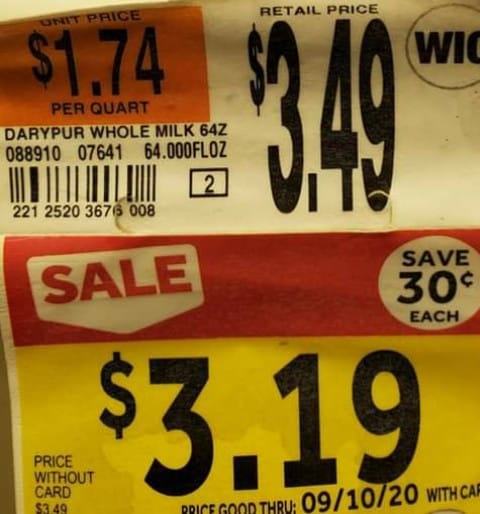 UNIT PRICE
$1.74
PER QUART
RETAIL PRICE
$3.49
WIC
DARYPUR WHOLE MILK 64Z
088910 07641 64.000FLOZ
2
221 2520 3676 008
SALE
SAVE
30¢
EACH
$3.19
PRICE
WITHOUT
CARD
$3.49
PRICE GOOD THRU: 09/10/20 WITH CAR